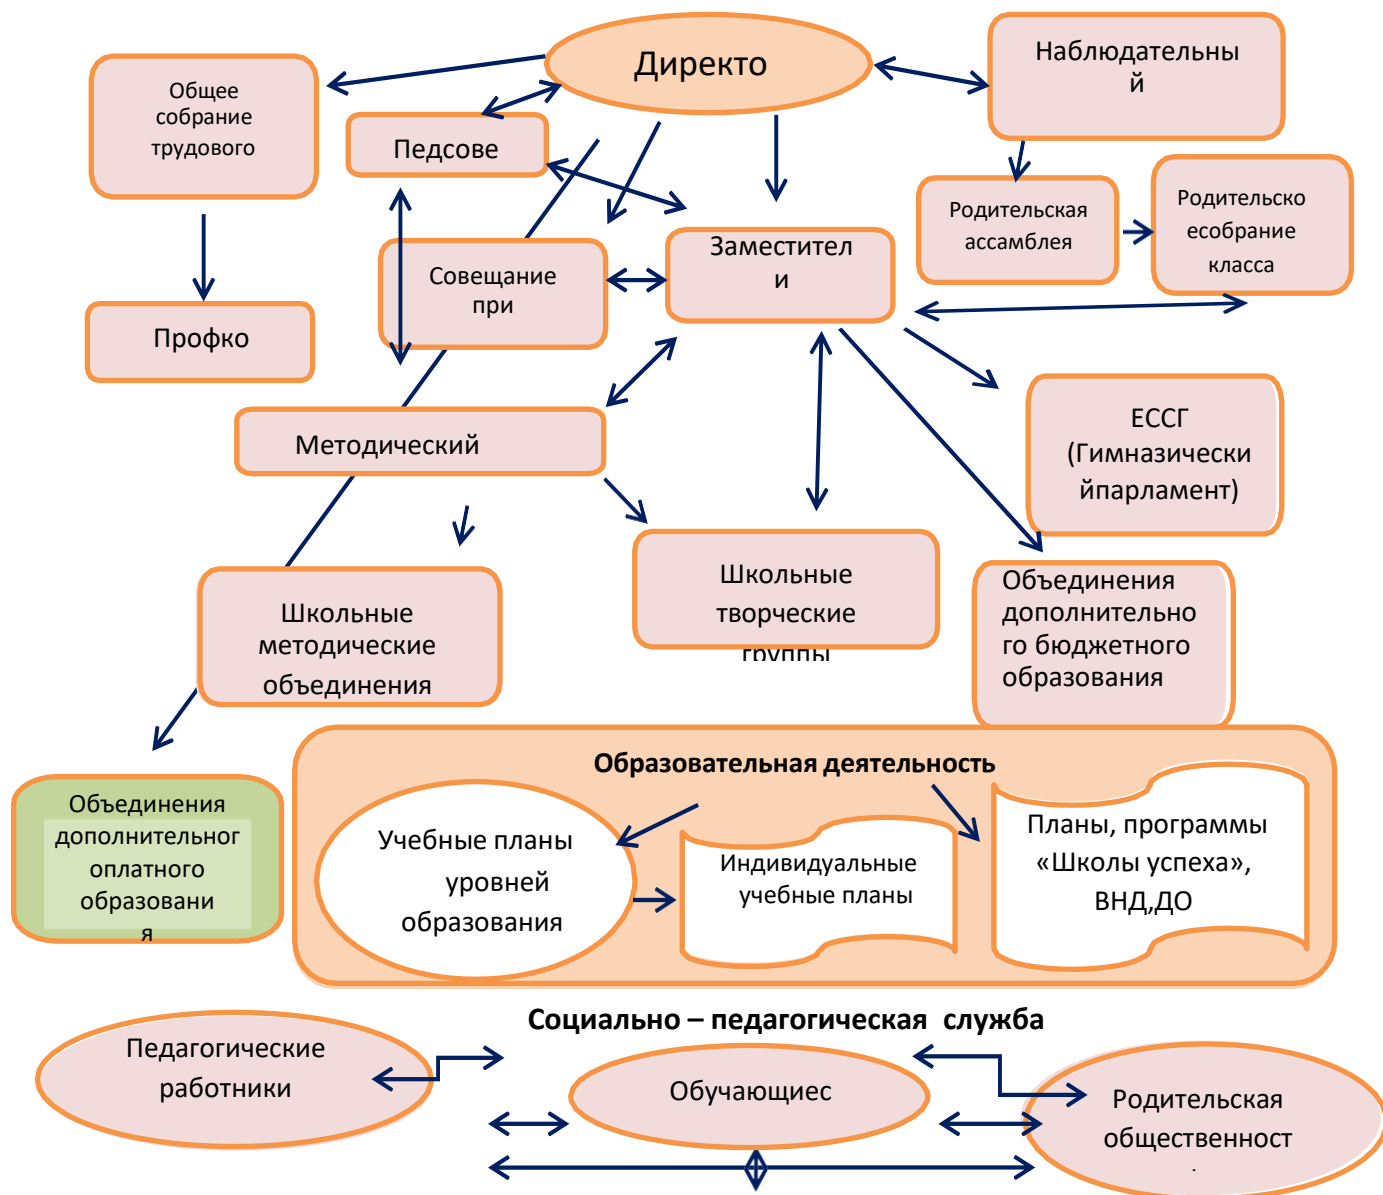 Директо
Наблюдательны
й
Общее
собрание
трудового
Педсове
Родительская
ассамблея
Родительско
есобрание
класса
Заместител
и
Совещание
при
Профко
ЕССГ
(Гимназически
йпарламент)
Методический
Школьные
творческие
группы
Объединения
дополнительно
го бюджетного
образования
Школьные
методические
объединения
Образовательная деятельность
Объединения
дополнительног
оплатного
образовани
я
Учебные планы
уровней
образования
Индивидуальные
учебные планы
Планы, программы
«Школы успеха»,
ВНД,ДО
Социально – педагогическая служба
Педагогические
работники
Обучающиес
Родительская
общественност